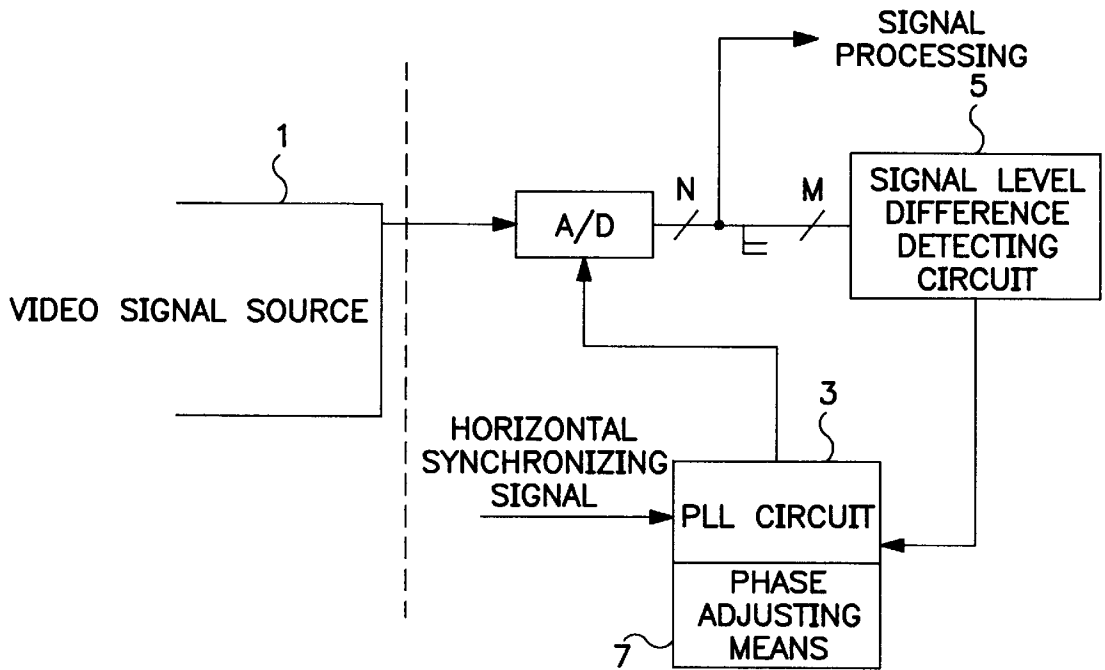 SIGNAL
PROCESSING
5
1
N
M
A/D
SIGNAL LEVEL
DIFFERENCE
DETECTING
CIRCUIT
VIDEO SIGNAL SOURCE
3
HORIZONTAL
SYNCHRONIZING
SIGNAL
PLL CIRCUIT
PHASE
ADJUSTING
MEANS
7